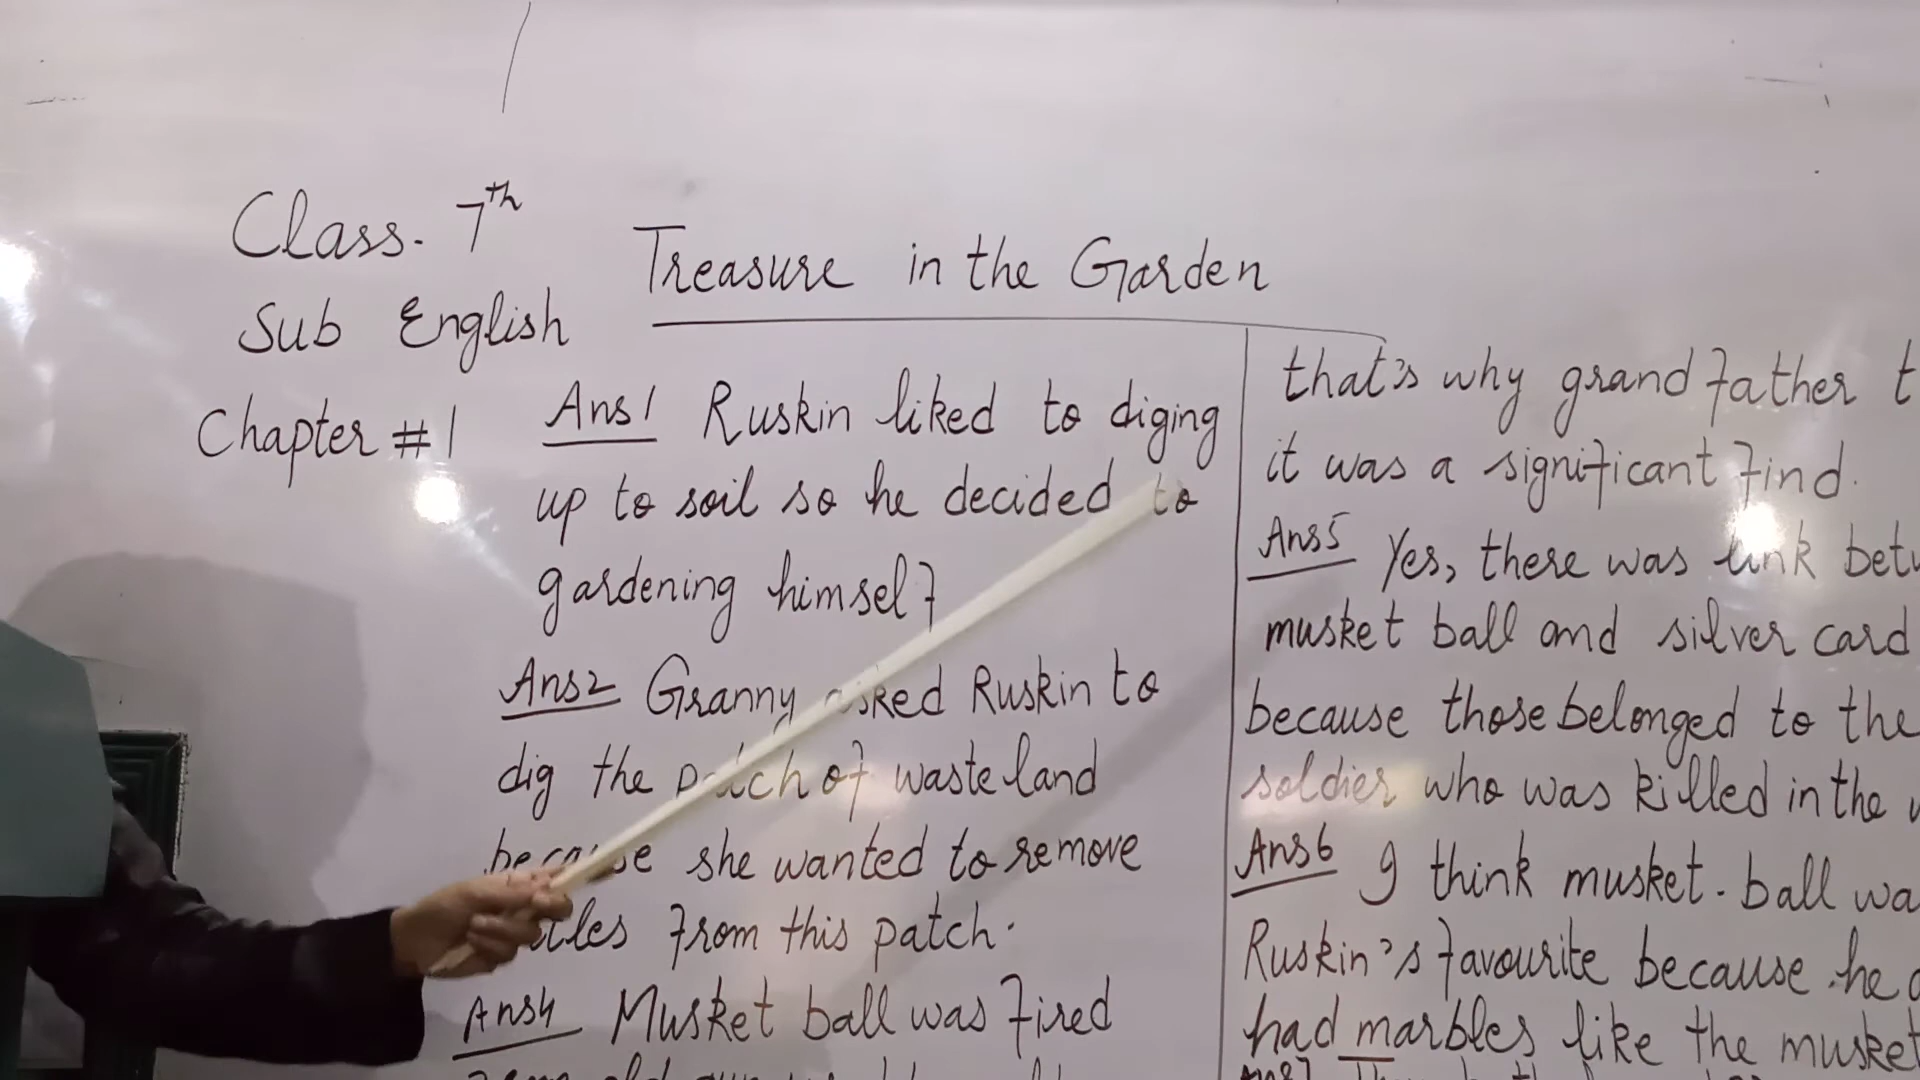 Class. 7th
Sub English
Chapter #1
Treasure in the Garden
Ans1 Ruskin liked to diging
up to soil so he decided to
gardening himself
Ans2 Granny asked Ruskin to
dig the patch of waste land
because she wanted to remove
from this patch.
Ans4 Musket ball was fired
that's why grand father
it was a significant find.
Ans5 Yes, there was link
musket ball and silver card
because those belonged to the
soldier who was killed in the
Ans6 I think musket. ball
Ruskin's favourite because he
had marbles like the musket
Ans7